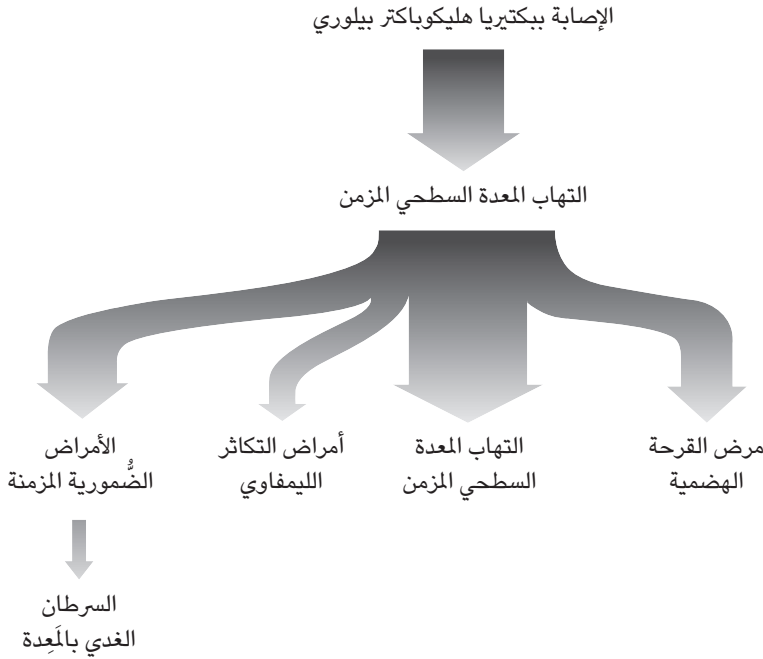 الإصابة ببكتيريا هليكوباكتر بيلوري
التهاب المعدة السطحي المزمن
مرض القرحة
الهضمية
التهاب المعدة
السطحي المزمن
أمراض التكاثر
الليمفاوي
الأمراض
الضُّمورية المزمنة
السرطان
الغدي بالمَعِدة